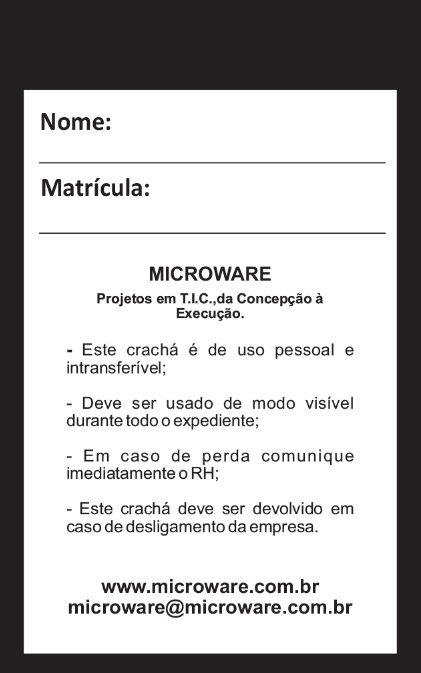 Nome:
Matrícula:
MICROWARE
Projetos em T.I.C.,da Concepção à
Execução.
- Este crachá é de uso pessoal e
intransferível;
- Deve ser usado de modo visível
durante todo o expediente;
- Em caso de perda comunique
imediatamente o RH;
- Este crachá deve ser devolvido em
caso de desligamento da empresa.
www.microware.com.br
microware@microware.com.br